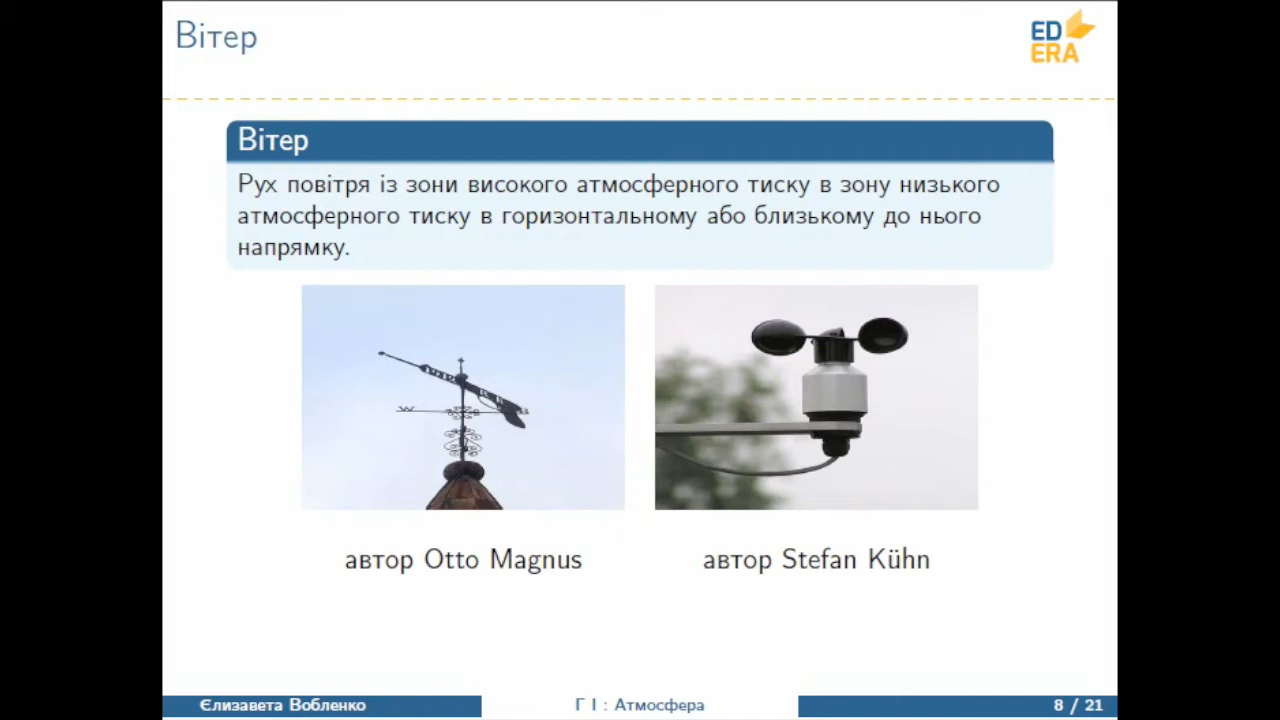 Вітер
ED
ERA
Вітер
Рух повітря із зони високого атмосферного тиску в зону низького
атмосферного тиску в горизонтальному або близькому до нього
напрямку.
W
автор Otto Magnus
автор Stefan Kühn
Єлизавета Вобленко
Г І : Атмосфера
8 / 21